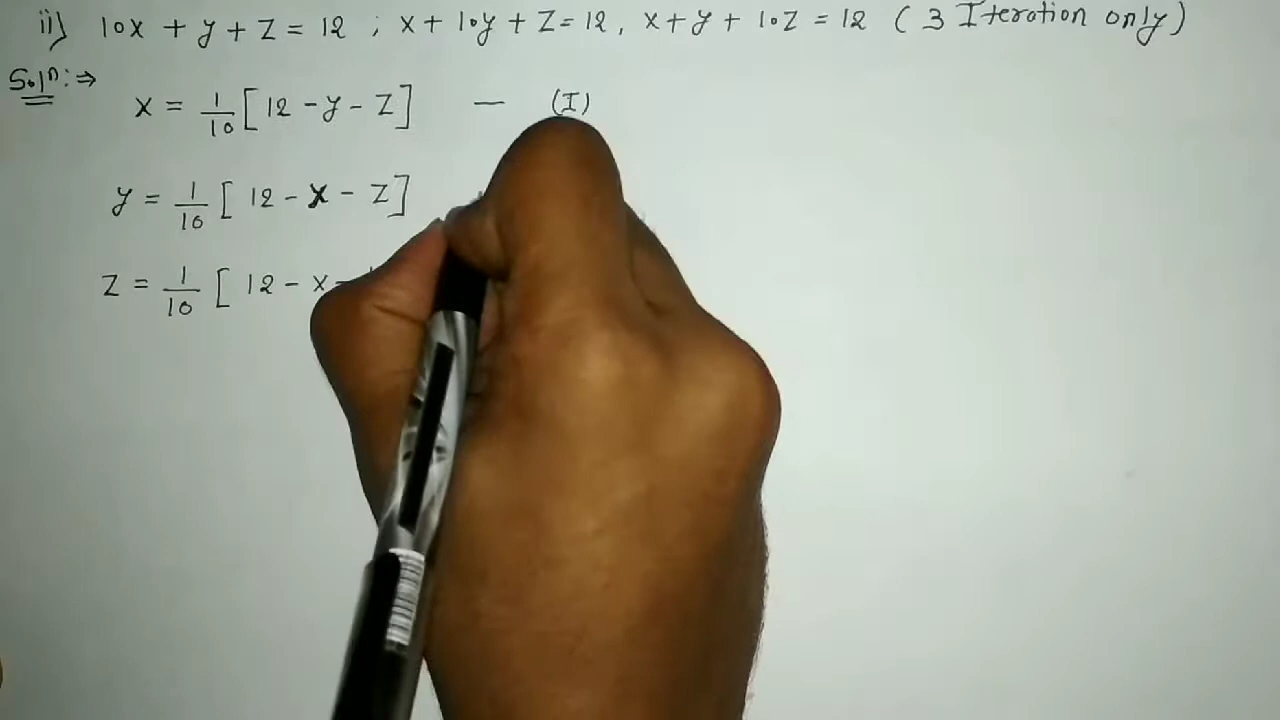 ii) 10x + y + z = 12 ; x + 10y + z = 12, x + y + 10z = 12 ( 3 Iteration only )
Solⁿ:⇒
x = 1/10 [ 12 - y - z ] — (I)
y = 1/10 [ 12 - x - z ]
z = 1/10 [ 12 - x -